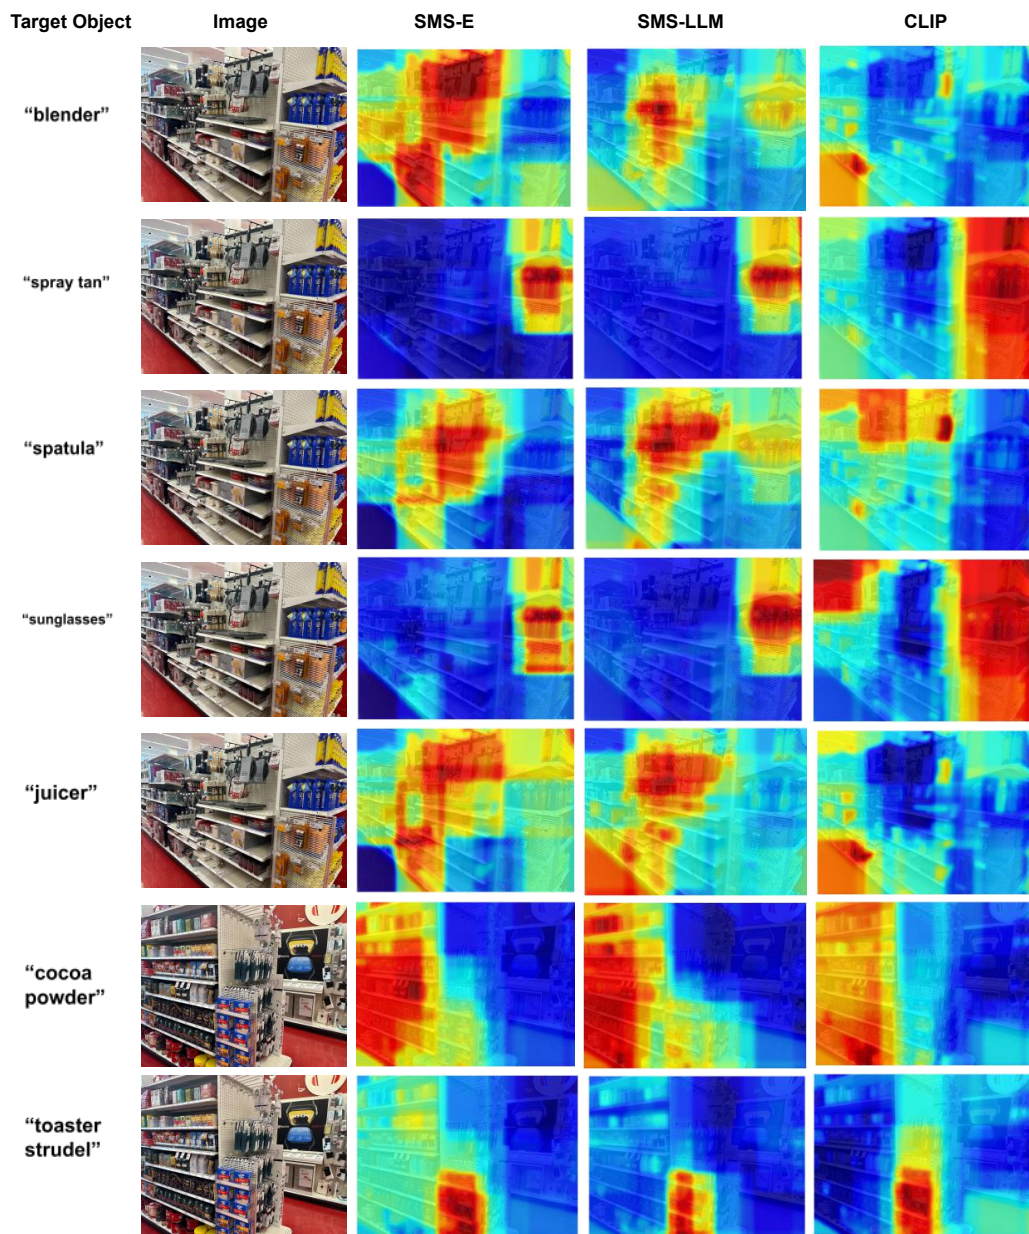 Target Object Image SMS-E SMS-LLM CLIP
“blender”
“spray tan”
“spatula”
“sunglasses”
“juicer”
“cocoa
powder”
“toaster
strudel”